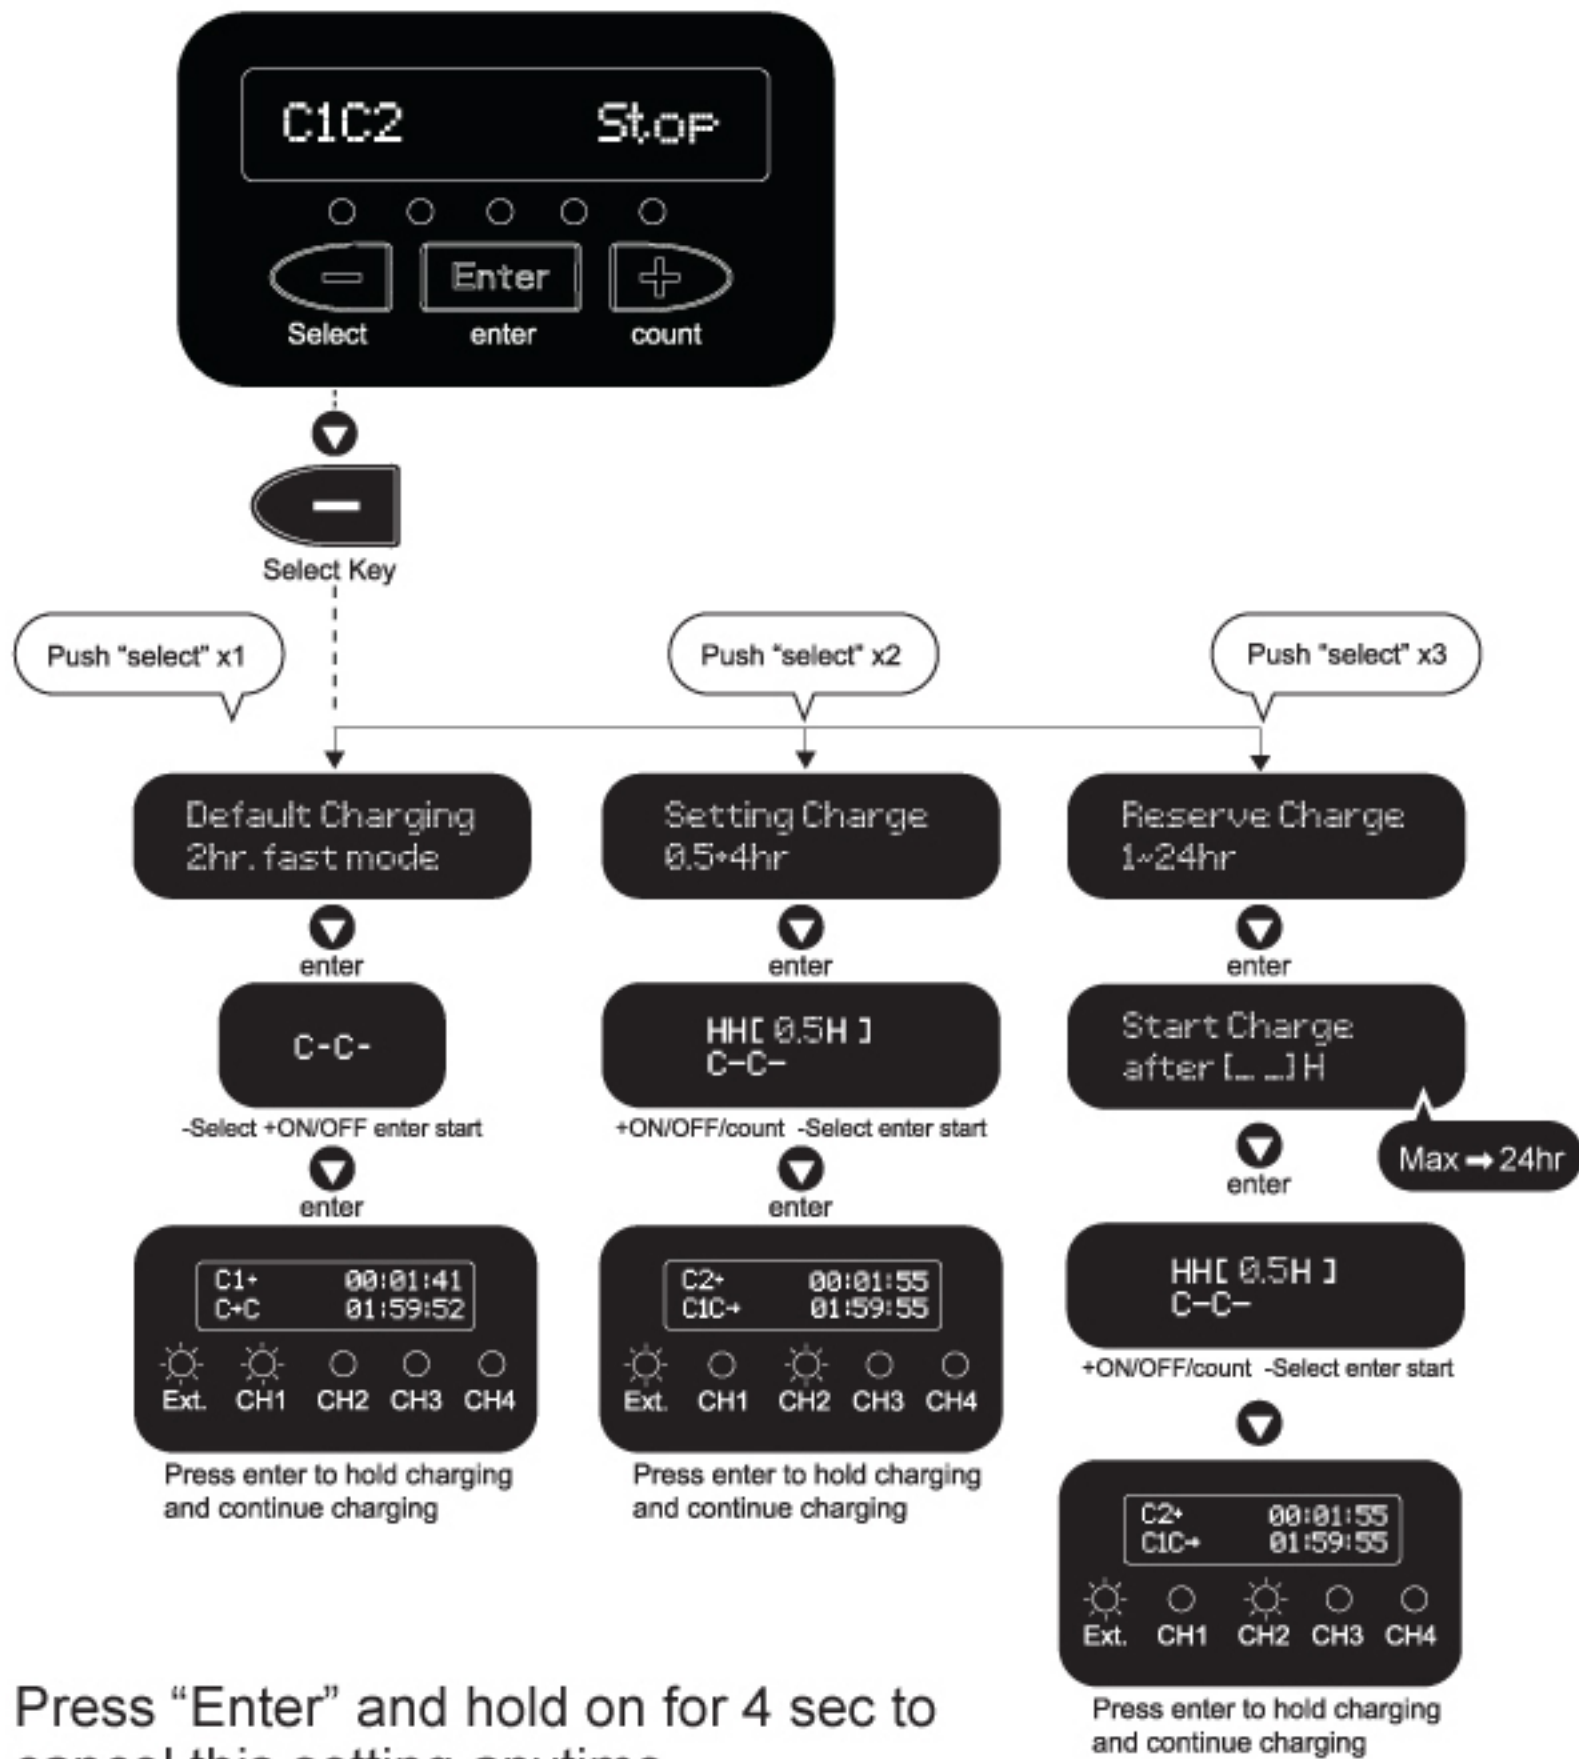 C1C2 Stop
Enter
Select enter count
Select Key
Push “select” x1
Push “select” x2
Push “select” x3
Default Charging
2hr. fast mode
enter
C-C-
-Select +ON/OFF enter start
enter
C1→ 00:01:41
C→C 01:59:52
Ext. CH1 CH2 CH3 CH4
Press enter to hold charging
and continue charging
Setting Charge
0.5→4hr
enter
HH[ 0.5H ]
C-C-
+ON/OFF/count -Select enter start
enter
C2→ 00:01:55
C1C→ 01:59:55
Ext. CH1 CH2 CH3 CH4
Press enter to hold charging
and continue charging
Reserve Charge
1~24hr
enter
Start Charge
after [_ _] H
Max ➡ 24hr
enter
HH[ 0.5H ]
C-C-
+ON/OFF/count -Select enter start
C2→ 00:01:55
C1C→ 01:59:55
Ext. CH1 CH2 CH3 CH4
Press enter to hold charging
and continue charging
Press “Enter” and hold on for 4 sec to
cancel this setting anytime